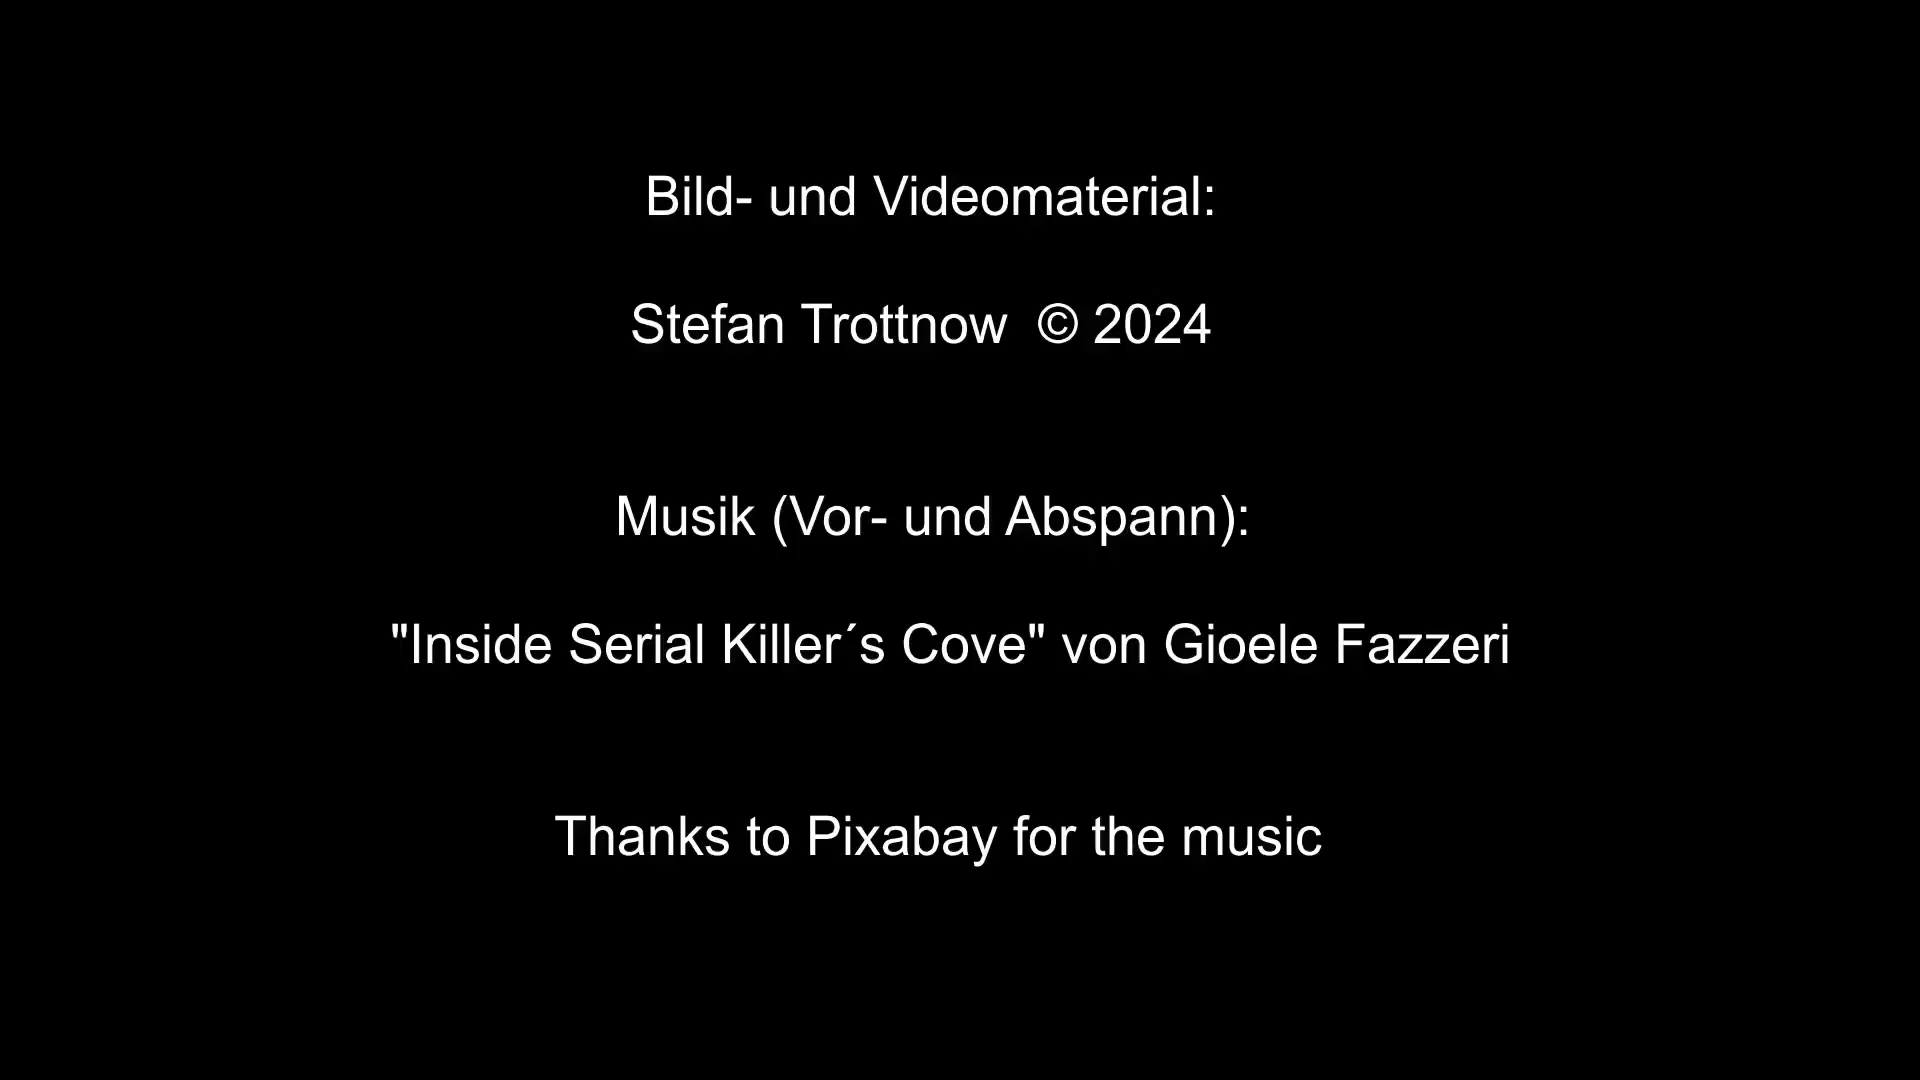 Bild- und Videomaterial:
Stefan Trottnow  © 2024
Musik (Vor- und Abspann):
"Inside Serial Killer´s Cove" von Gioele Fazzeri
Thanks to Pixabay for the music